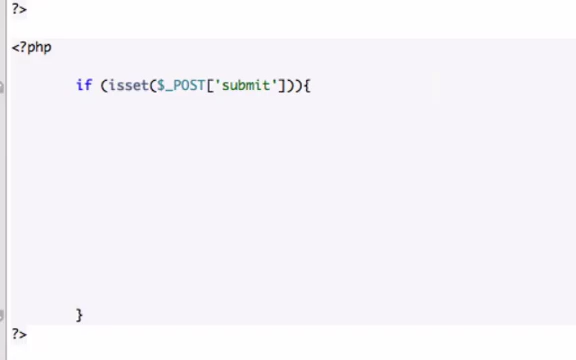 ?>
<?php
if (isset($_POST['submit'])){
}
?>